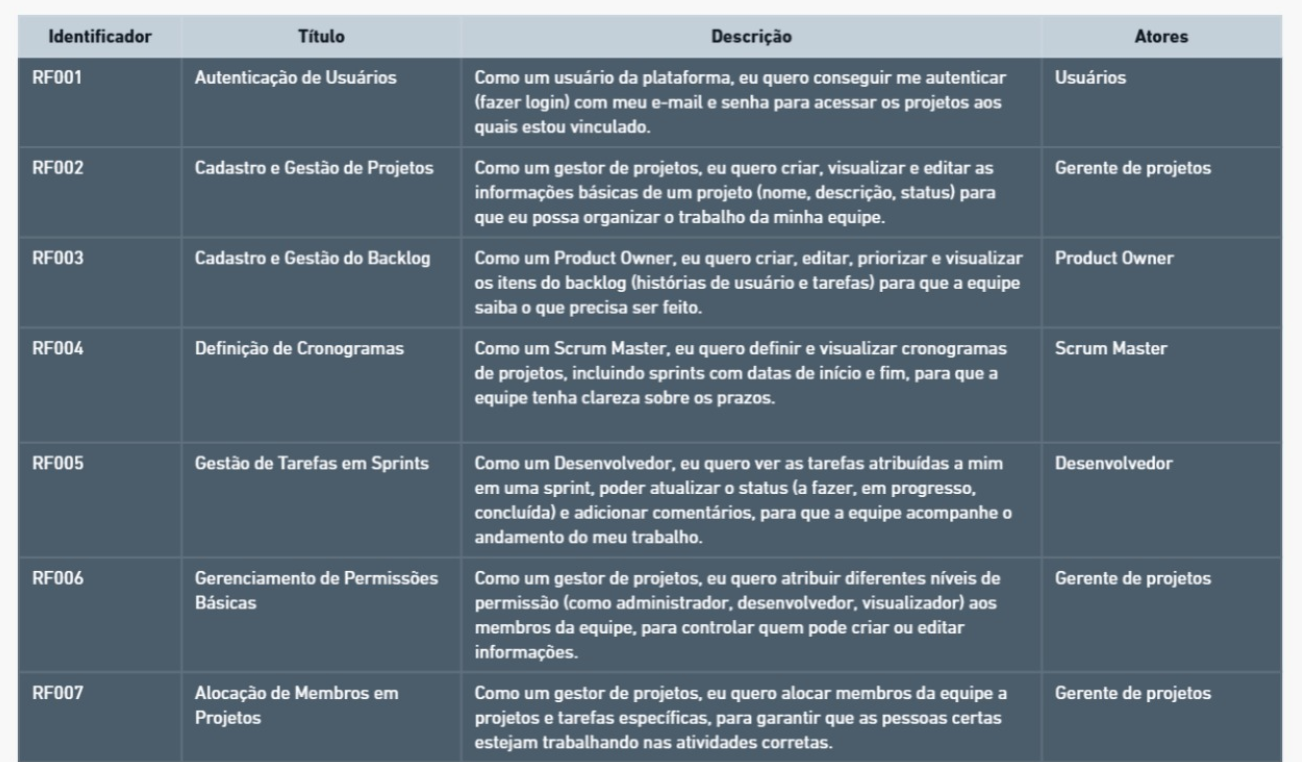 Identificador Título Descrição Atores
RF001 Autenticação de Usuários Como um usuário da plataforma, eu quero conseguir me autenticar Usuários
(fazer login) com meu e-mail e senha para acessar os projetos aos
quais estou vinculado.
RF002 Cadastro e Gestão de Projetos Como um gestor de projetos, eu quero criar, visualizar e editar as Gerente de projetos
informações básicas de um projeto (nome, descrição, status) para
que eu possa organizar o trabalho da minha equipe.
RF003 Cadastro e Gestão do Backlog Como um Product Owner, eu quero criar, editar, priorizar e visualizar Product Owner
os itens do backlog (histórias de usuário e tarefas) para que a equipe
saiba o que precisa ser feito.
RF004 Definição de Cronogramas Como um Scrum Master, eu quero definir e visualizar cronogramas Scrum Master
de projetos, incluindo sprints com datas de início e fim, para que a
equipe tenha clareza sobre os prazos.
RF005 Gestão de Tarefas em Sprints Como um Desenvolvedor, eu quero ver as tarefas atribuídas a mim Desenvolvedor
em uma sprint, poder atualizar o status (a fazer, em progresso,
concluída) e adicionar comentários, para que a equipe acompanhe o
andamento do meu trabalho.
RF006 Gerenciamento de Permissões Como um gestor de projetos, eu quero atribuir diferentes níveis de Gerente de projetos
Básicas permissão (como administrador, desenvolvedor, visualizador) aos
membros da equipe, para controlar quem pode criar ou editar
informações.
RF007 Alocação de Membros em Como um gestor de projetos, eu quero alocar membros da equipe a Gerente de projetos
Projetos projetos e tarefas específicas, para garantir que as pessoas certas
estejam trabalhando nas atividades corretas.